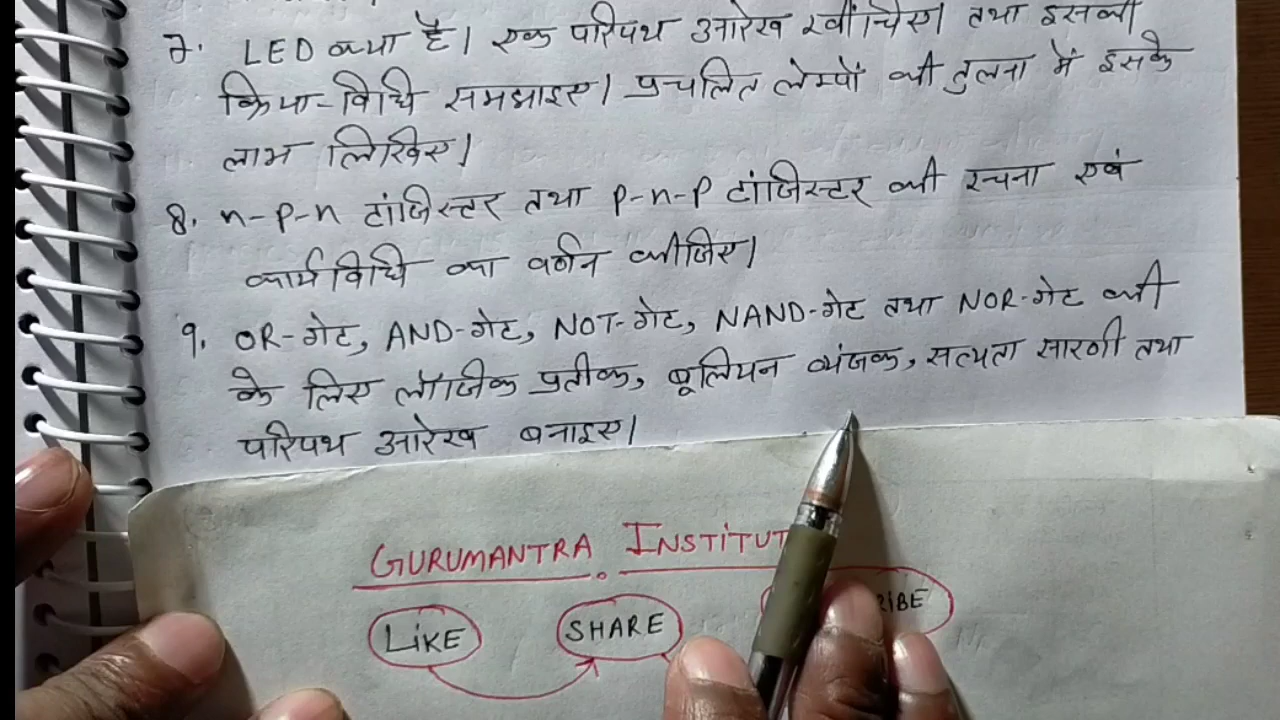 7. LED क्या है। एक परिपथ आरेख खींचिए। तथा इसकी
क्रिया-विधि समझाइए। प्रचलित लेम्पों की तुलना में इसके
लाभ लिखिए।
8. n-p-n टांजिस्टर तथा p-n-p टांजिस्टर की रचना एवं
कार्यविधि का वर्णन कीजिए।
9. OR-गेट, AND-गेट, NOT-गेट, NAND-गेट तथा NOR-गेट की
के लिए लॉजिक प्रतीक, बूलियन व्यंजक, सत्यता सारणी तथा
परिपथ आरेख बनाइए।
GURUMANTRA INSTITUT
LIKE SHARE RIBE